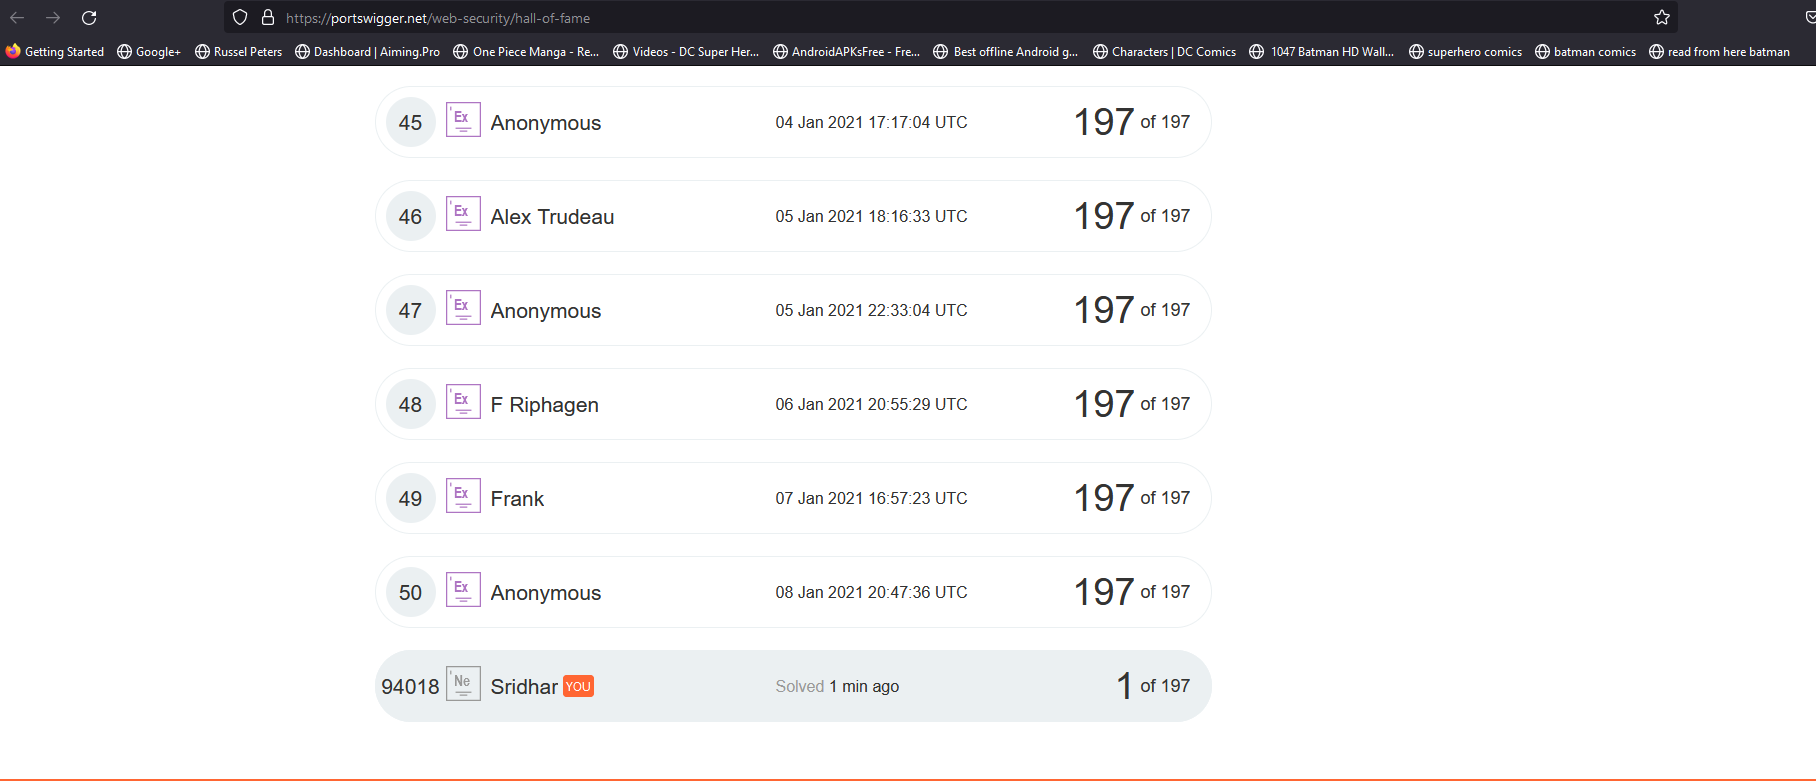 https://portswigger.net/web-security/hall-of-fame
Getting Started Google+ Russel Peters Dashboard | Aiming.Pro One Piece Manga - Re... Videos - DC Super Her... AndroidAPKsFree - Fre... Best offline Android g... Characters | DC Comics 1047 Batman HD Wall... superhero comics batman comics read from here batman
45 Ex Anonymous 04 Jan 2021 17:17:04 UTC 197 of 197
46 Ex Alex Trudeau 05 Jan 2021 18:16:33 UTC 197 of 197
47 Ex Anonymous 05 Jan 2021 22:33:04 UTC 197 of 197
48 Ex F Riphagen 06 Jan 2021 20:55:29 UTC 197 of 197
49 Ex Frank 07 Jan 2021 16:57:23 UTC 197 of 197
50 Ex Anonymous 08 Jan 2021 20:47:36 UTC 197 of 197
94018 Ne Sridhar YOU Solved 1 min ago 1 of 197